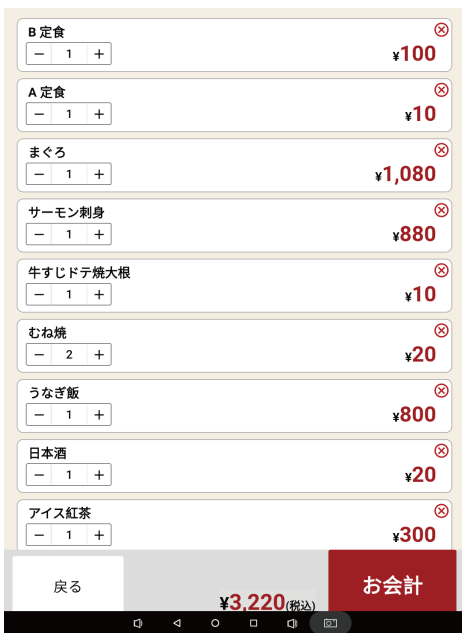 B 定食
− 1 +
¥100
A 定食
− 1 +
¥10
まぐろ
− 1 +
¥1,080
サーモン刺身
− 1 +
¥880
牛すじドテ焼大根
− 1 +
¥10
むね焼
− 2 +
¥20
うなぎ飯
− 1 +
¥800
日本酒
− 1 +
¥20
アイス紅茶
− 1 +
¥300
戻る
¥3,220(税込)
お会計